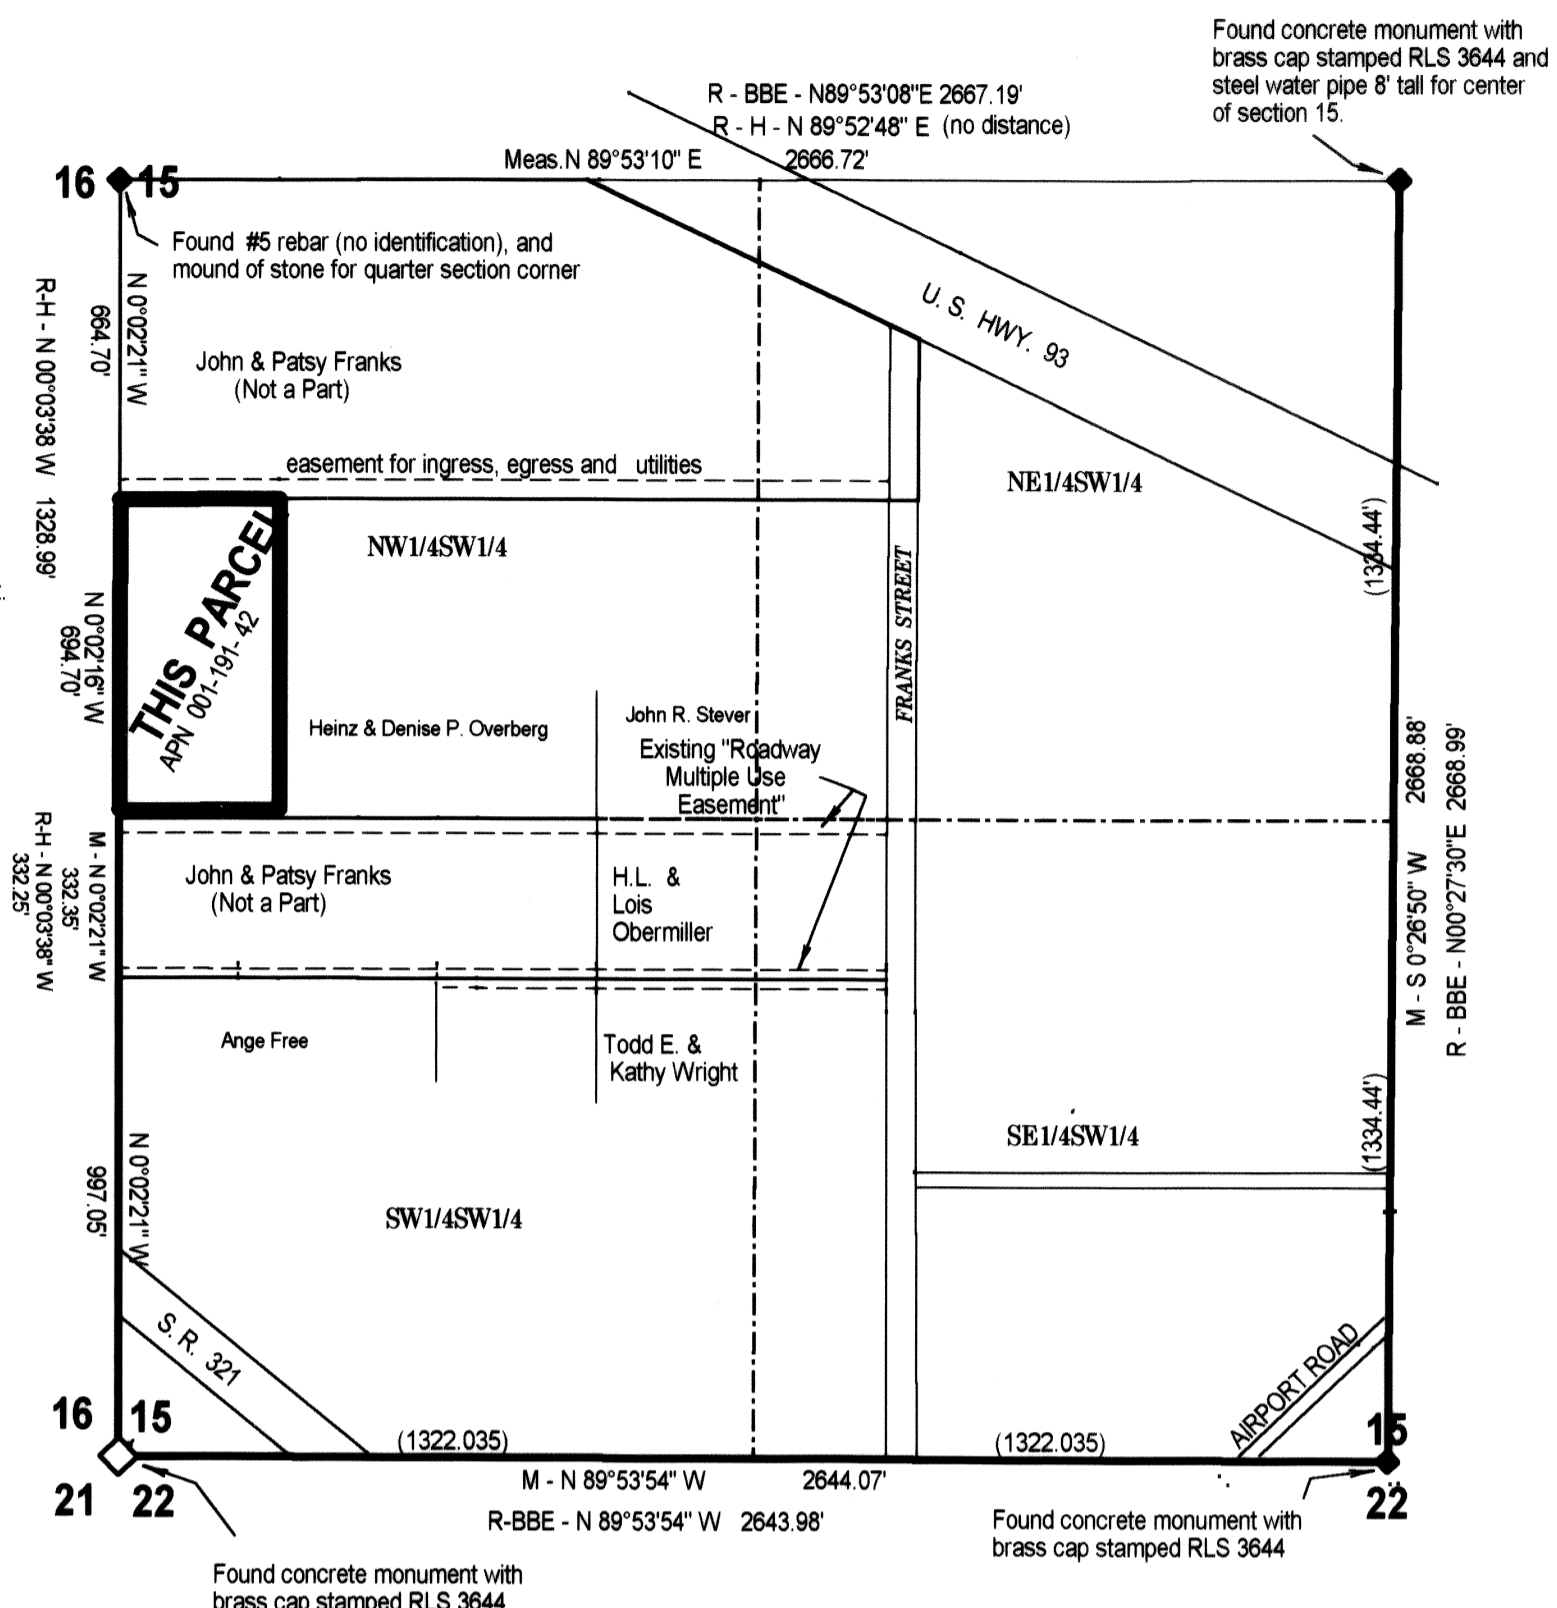 Found concrete monument with
brass cap stamped RLS 3644 and
steel water pipe 8' tall for center
of section 15.
R - BBE - N89°53'08"E 2667.19'
R - H - N 89°52'48" E (no distance)
Meas.N 89°53'10" E 2666.72'
16 15
Found #5 rebar (no identification), and
mound of stone for quarter section corner
N 0°02'21" W
664.70'
R-H - N 00°03'38 W 1328.99'
John & Patsy Franks
(Not a Part)
U. S. HWY. 93
easement for ingress, egress and utilities
NE1/4SW1/4
NW1/4SW1/4
(1334.44')
THIS PARCEL
APN 001-191- 42
N 0°02'16" W
694.70'
FRANKS STREET
Heinz & Denise P. Overberg
John R. Stever
Existing "Roadway
Multiple Use
Easement"
M - S 0°26'50" W 2668.88'
R - BBE - N00°27'30"E 2668.99'
M - N 0°02'21" W
332.35'
R-H - N 00°03'38" W
332.25'
John & Patsy Franks
(Not a Part)
H.L. &
Lois
Obermiller
Ange Free
Todd E. &
Kathy Wright
SE1/4SW1/4
(1334.44')
N 0°02'21" W
997.05'
SW1/4SW1/4
S. R. 321
AIRPORT ROAD
16 15
15
(1322.035)
(1322.035)
21 22
22
M - N 89°53'54" W 2644.07'
R-BBE - N 89°53'54" W 2643.98'
Found concrete monument with
brass cap stamped RLS 3644
Found concrete monument with
brass cap stamped RLS 3644